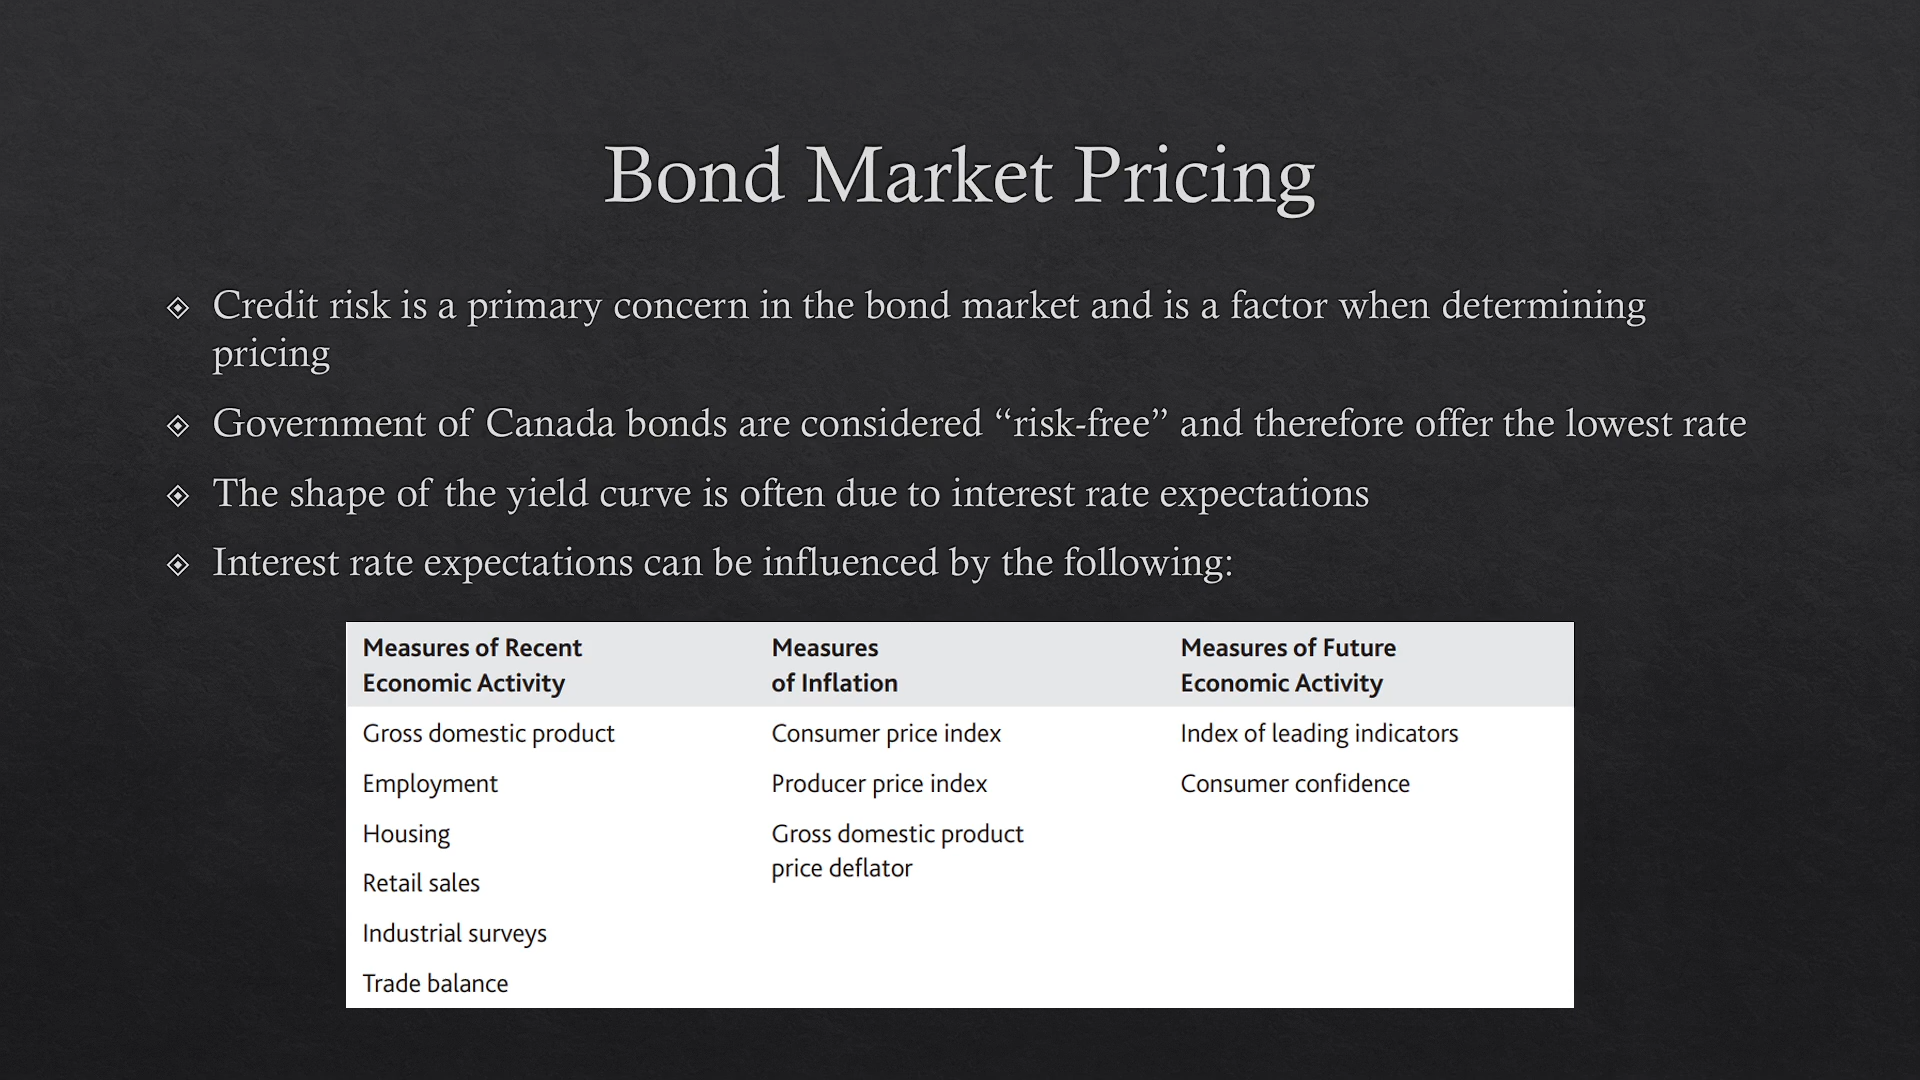 Bond Market Pricing
Credit risk is a primary concern in the bond market and is a factor when determining
pricing
Government of Canada bonds are considered “risk-free” and therefore offer the lowest rate
The shape of the yield curve is often due to interest rate expectations
Interest rate expectations can be influenced by the following:
Measures of Recent
Economic Activity
Measures
of Inflation
Measures of Future
Economic Activity
Gross domestic product
Consumer price index
Index of leading indicators
Employment
Producer price index
Consumer confidence
Housing
Gross domestic product
price deflator
Retail sales
Industrial surveys
Trade balance